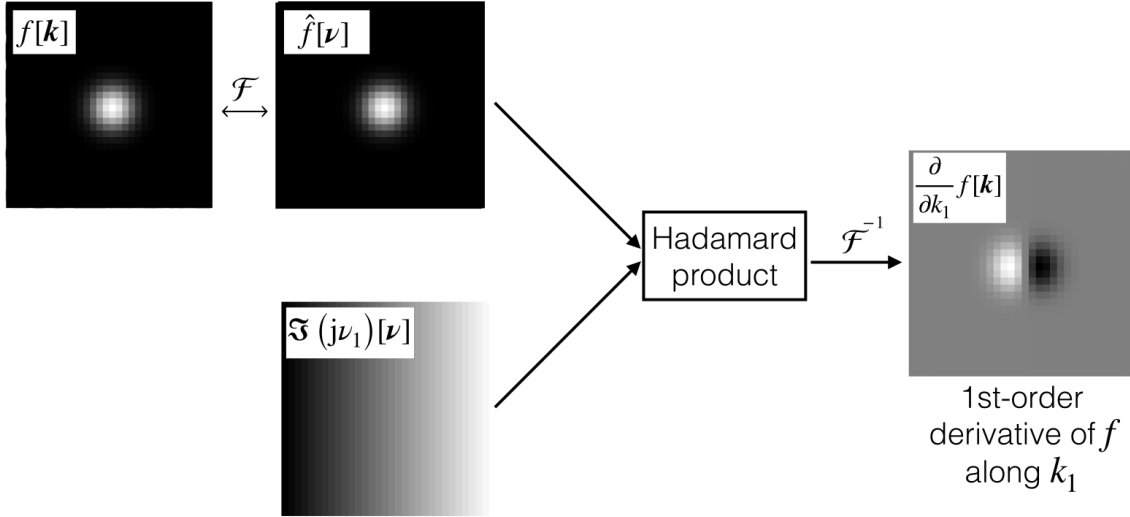 f[k]
f̂[ν]
ℱ
ℑ (jν₁)[ν]
Hadamard
product
ℱ⁻¹
∂/∂k₁ f[k]
1st-order
derivative of f
along k₁